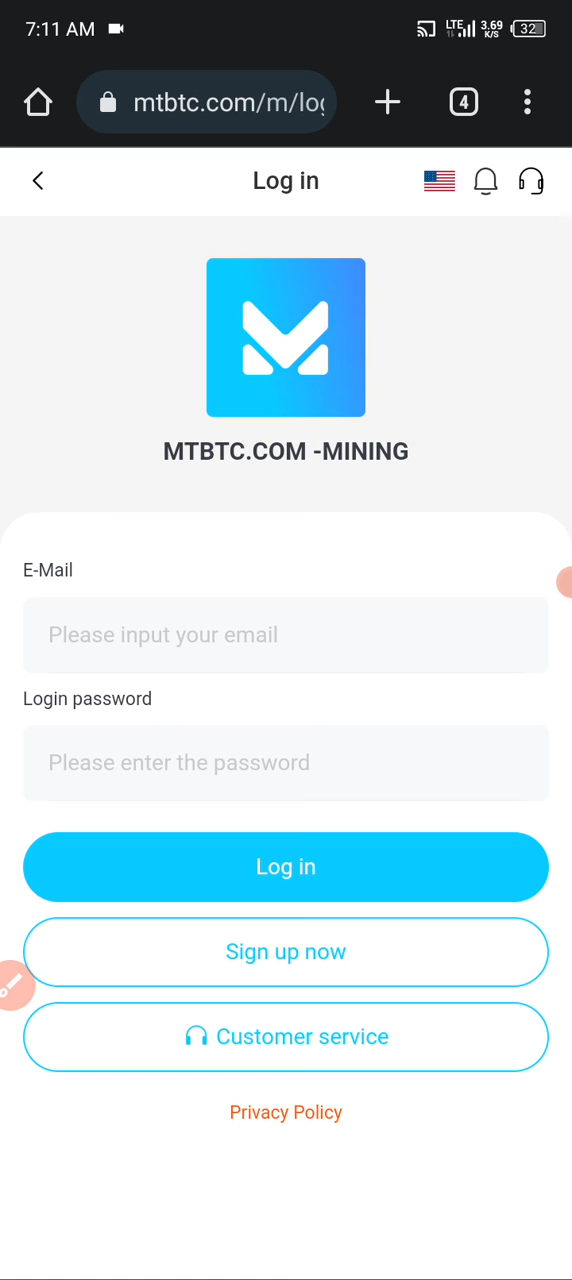 7:11 AM
LTE 3.69 K/S 32
mtbtc.com/m/log
4
Log in
MTBTC.COM -MINING
E-Mail
Please input your email
Login password
Please enter the password
Log in
Sign up now
Customer service
Privacy Policy